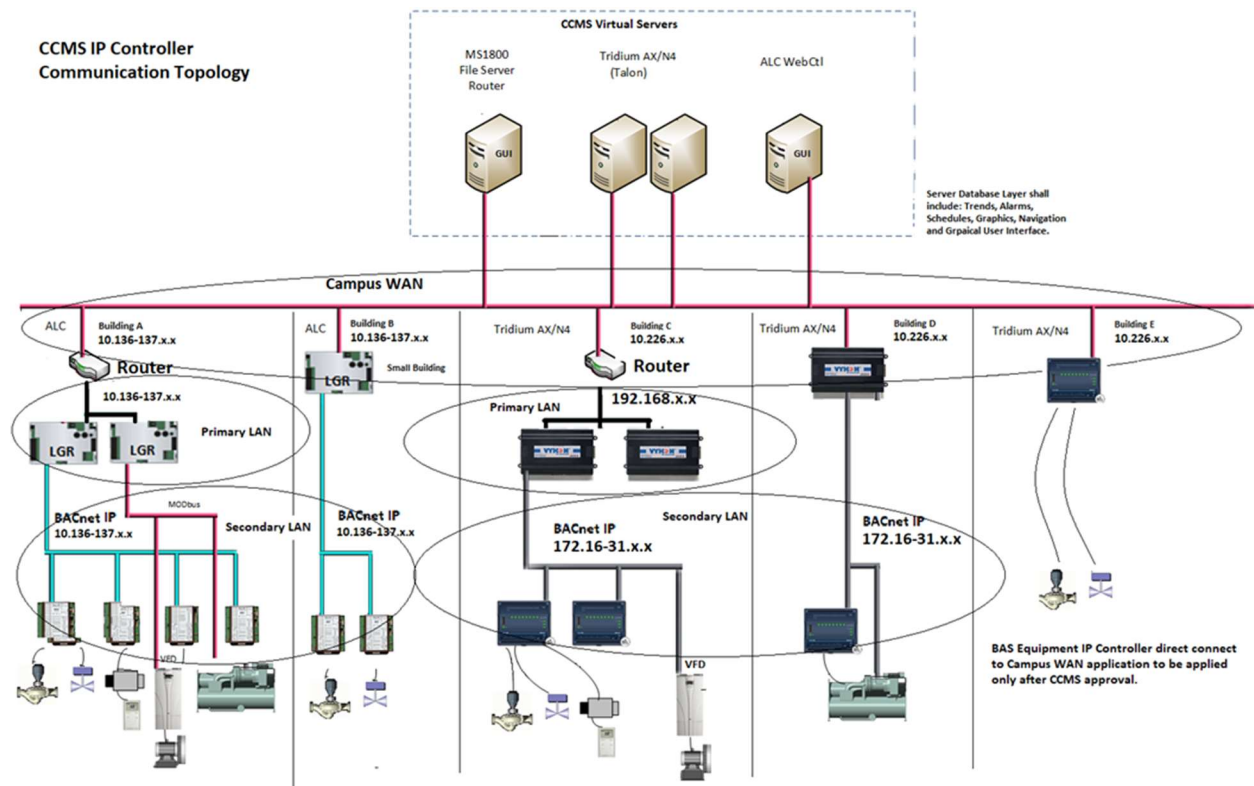 CCMS IP Controller
Communication Topology
CCMS Virtual Servers
MS1800
File Server
Router
Tridium AX/N4
(Talon)
ALC WebCtl
GUI
GUI
Server Database Layer shall
include: Trends, Alarms,
Schedules, Graphics, Navigation
and Grpaical User Interface.
Campus WAN
ALC
Building A
10.136-137.x.x
Router
10.136-137.x.x
LGR
LGR
Primary LAN
MODbus
BACnet IP
10.136-137.x.x
Secondary LAN
VFD
ALC
Building B
10.136-137.x.x
LGR
Small Building
BACnet IP
10.136-137.x.x
Tridium AX/N4
Building C
10.226.x.x
Router
192.168.x.x
Primary LAN
VYKON
VYKON
BACnet IP
172.16-31.x.x
Secondary LAN
VFD
Tridium AX/N4
Building D
10.226.x.x
VYKON
BACnet IP
172.16-31.x.x
Tridium AX/N4
Building E
10.226.x.x
BAS Equipment IP Controller direct connect
to Campus WAN application to be applied
only after CCMS approval.